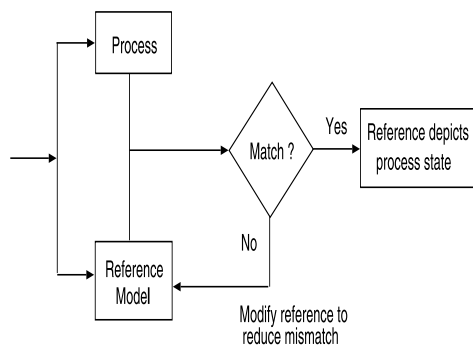 Process
Match ?
Yes
Reference depicts
process state
No
Reference
Model
Modify reference to
reduce mismatch